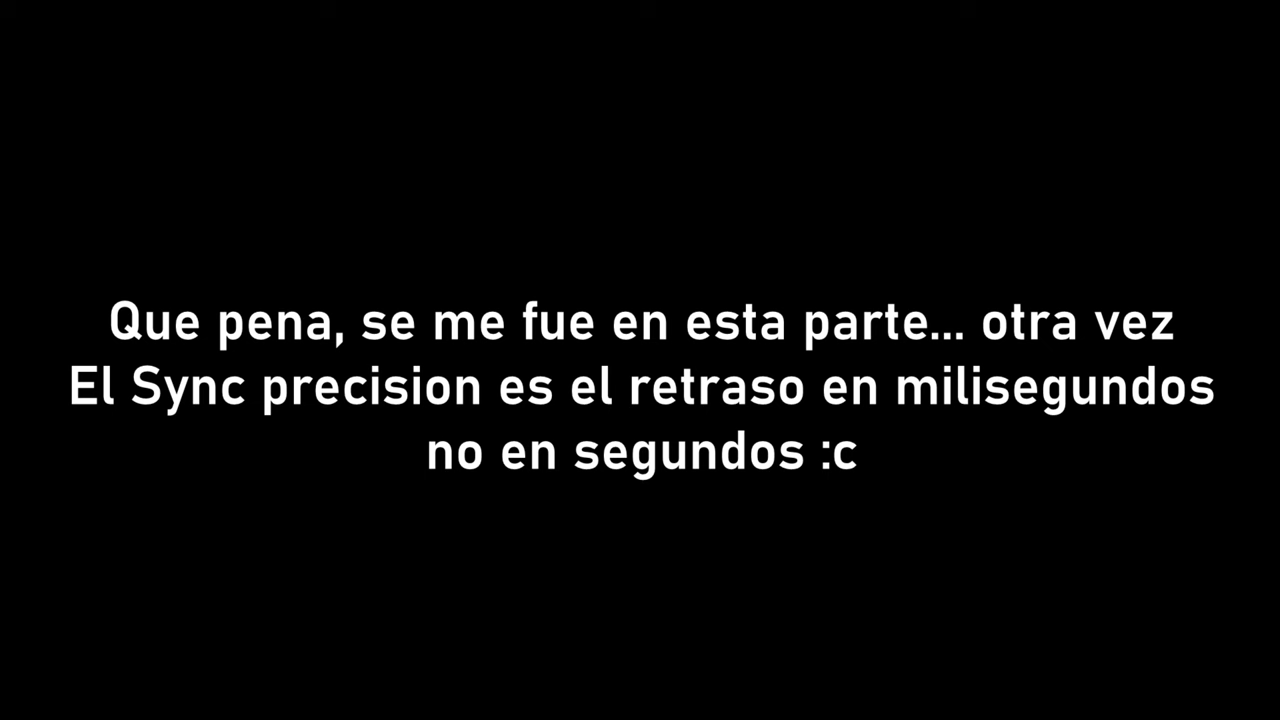 Que pena, se me fue en esta parte... otra vez
El Sync precision es el retraso en milisegundos
no en segundos :c